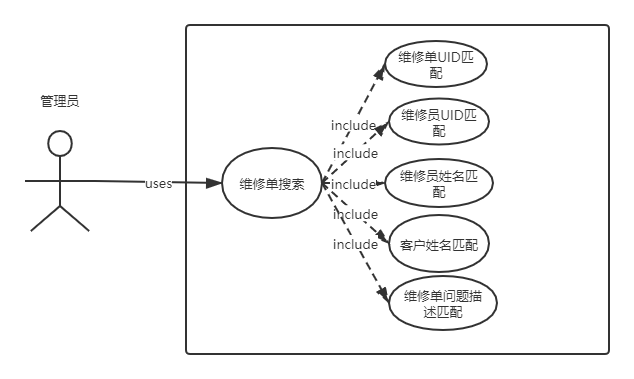 管理员
uses
维修单搜索
include
include
include
include
include
维修单UID匹
配
维修员UID匹
配
维修员姓名匹
配
客户姓名匹配
维修单问题描
述匹配